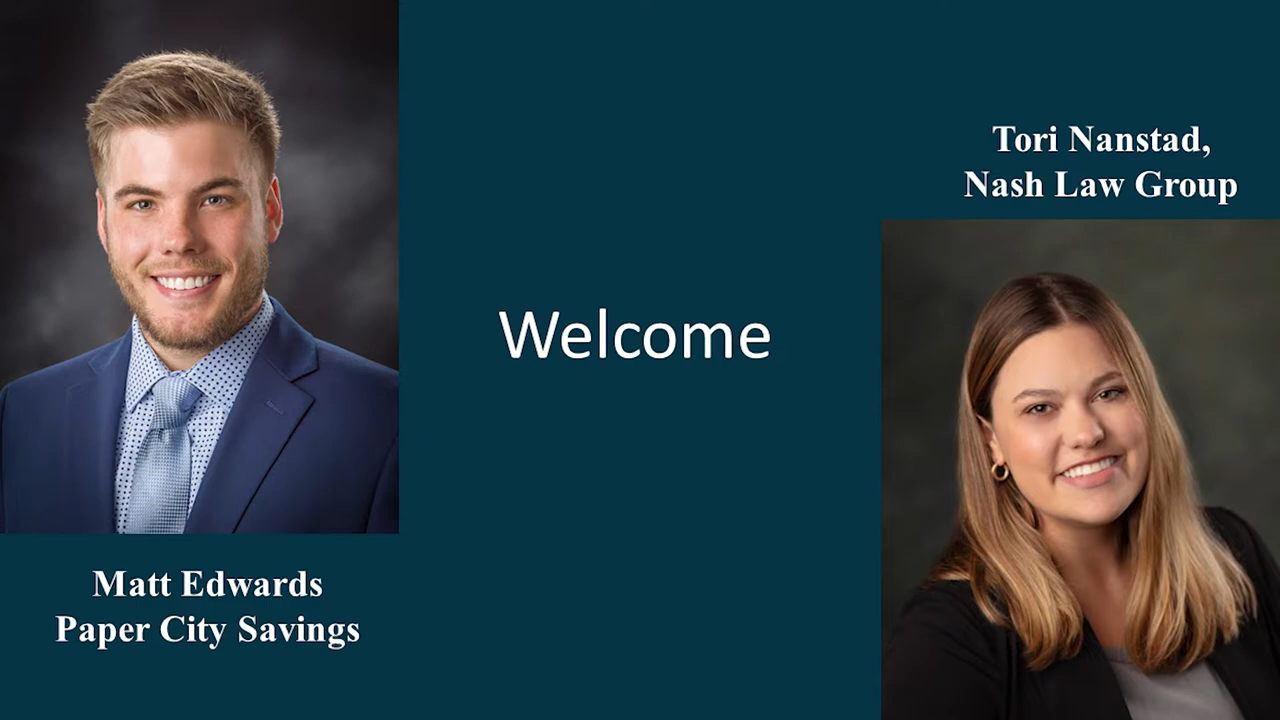 Tori Nanstad,
Nash Law Group
Welcome
Matt Edwards
Paper City Savings